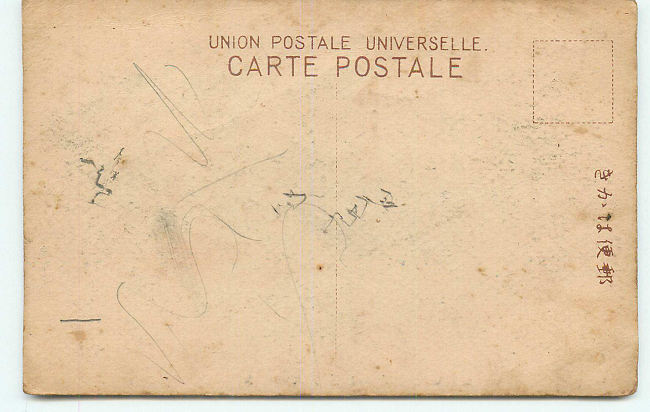 UNION POSTALE UNIVERSELLE.
CARTE POSTALE
きかは便郵